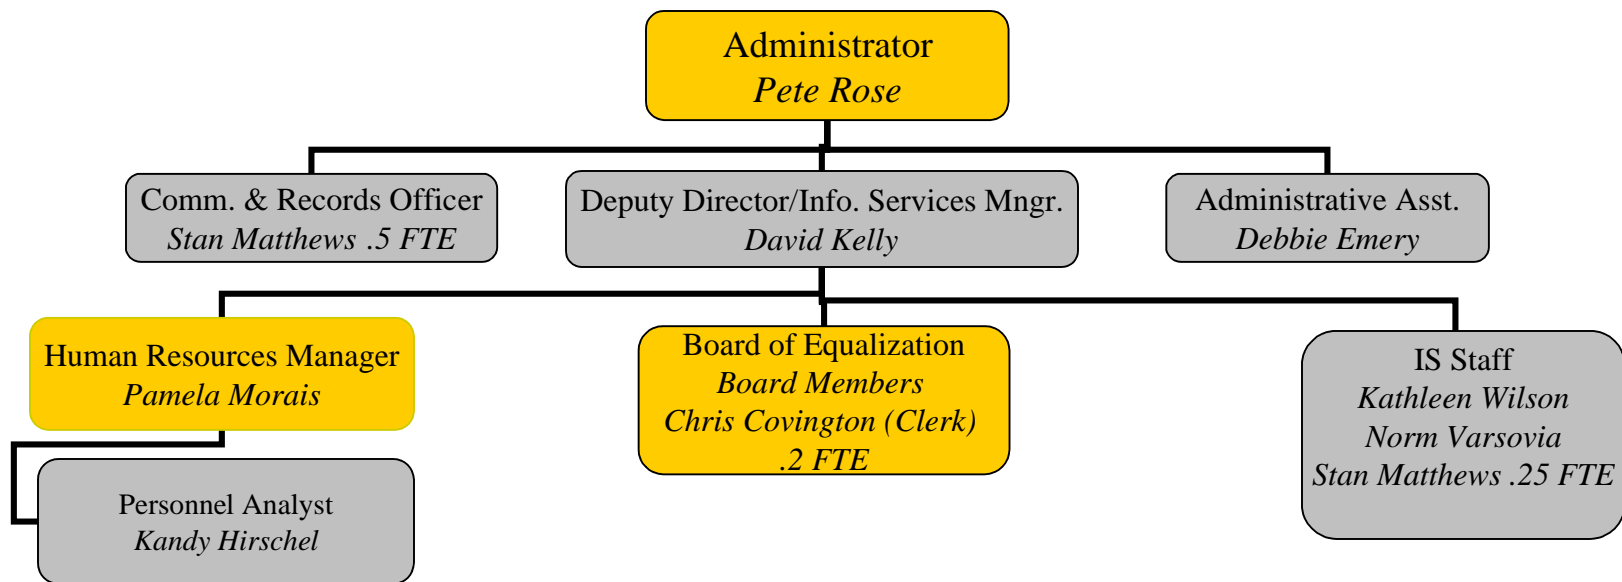 Administrator
Pete Rose
Comm. & Records Officer
Stan Matthews .5 FTE
Deputy Director/Info. Services Mngr.
David Kelly
Administrative Asst.
Debbie Emery
Human Resources Manager
Pamela Morais
Board of Equalization
Board Members
Chris Covington (Clerk)
.2 FTE
IS Staff
Kathleen Wilson
Norm Varsovia
Stan Matthews .25 FTE
Personnel Analyst
Kandy Hirschel